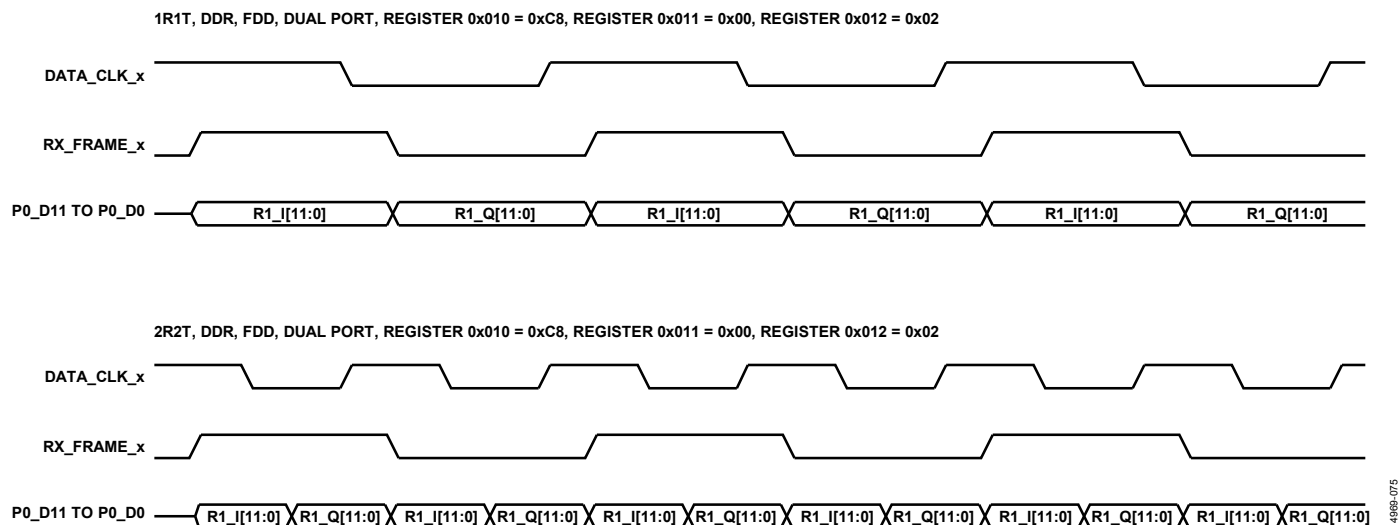 1R1T, DDR, FDD, DUAL PORT, REGISTER 0x010 = 0xC8, REGISTER 0x011 = 0x00, REGISTER 0x012 = 0x02
DATA_CLK_x
RX_FRAME_x
P0_D11 TO P0_D0 R1_I[11:0] R1_Q[11:0] R1_I[11:0] R1_Q[11:0] R1_I[11:0] R1_Q[11:0]
2R2T, DDR, FDD, DUAL PORT, REGISTER 0x010 = 0xC8, REGISTER 0x011 = 0x00, REGISTER 0x012 = 0x02
DATA_CLK_x
RX_FRAME_x
P0_D11 TO P0_D0 R1_I[11:0] R1_Q[11:0] R1_I[11:0] R1_Q[11:0] R1_I[11:0] R1_Q[11:0] R1_I[11:0] R1_Q[11:0] R1_I[11:0] R1_Q[11:0] R1_I[11:0] R1_Q[11:0]